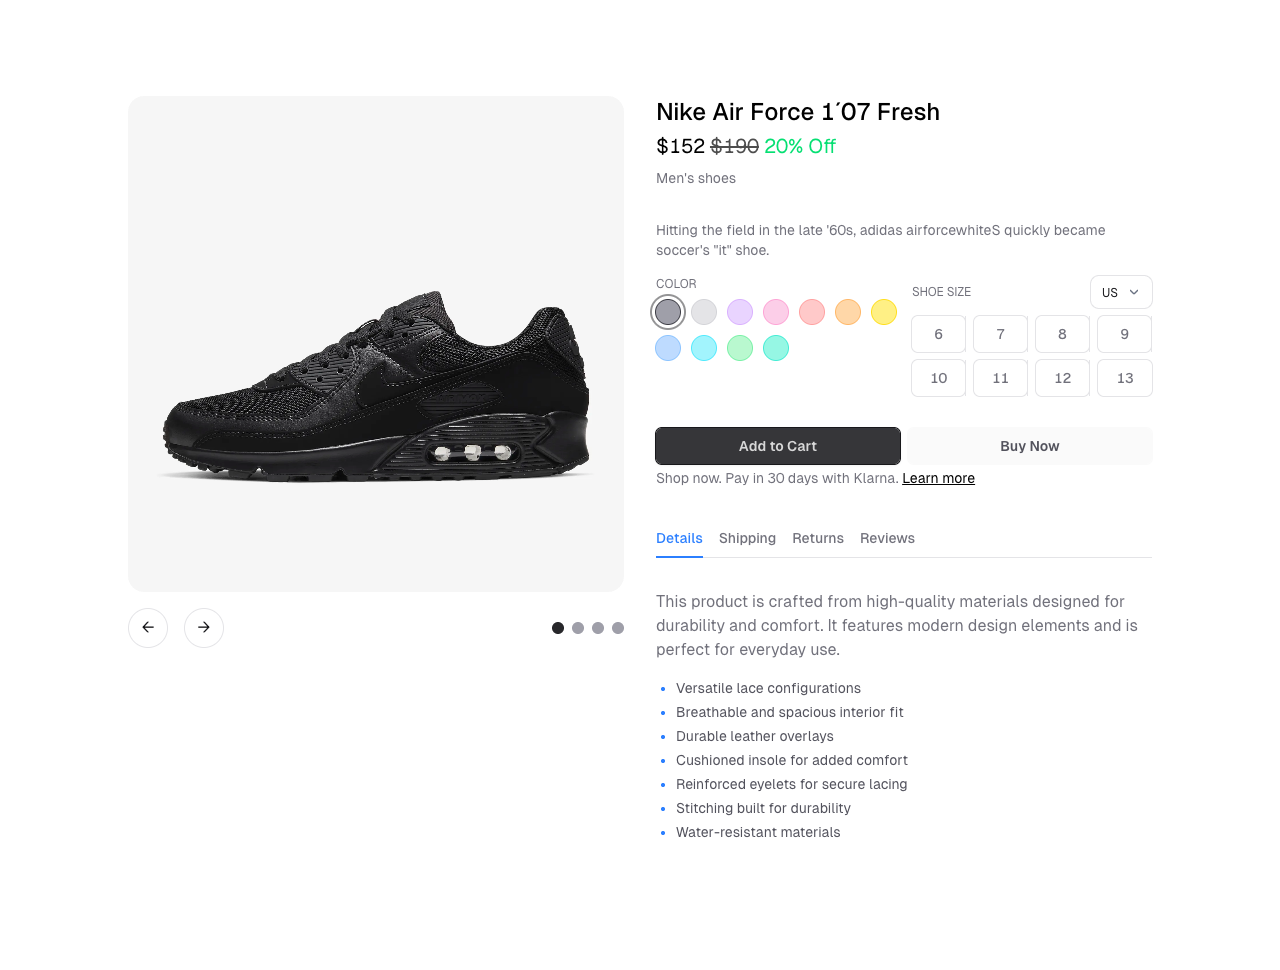 Nike Air Force 1´07 Fresh
$152 $190 20% Off
Men's shoes
Hitting the field in the late '60s, adidas airforcewhiteS quickly became
soccer's "it" shoe.
COLOR
SHOE SIZE
US
6 7 8 9
10 11 12 13
Add to Cart
Buy Now
Shop now. Pay in 30 days with Klarna. Learn more
Details Shipping Returns Reviews
This product is crafted from high-quality materials designed for
durability and comfort. It features modern design elements and is
perfect for everyday use.
Versatile lace configurations
Breathable and spacious interior fit
Durable leather overlays
Cushioned insole for added comfort
Reinforced eyelets for secure lacing
Stitching built for durability
Water-resistant materials